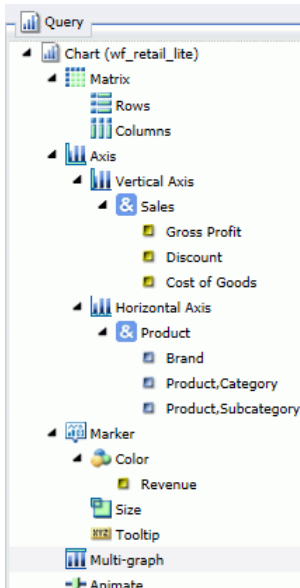 Query
Chart (wf_retail_lite)
Matrix
Rows
Columns
Axis
Vertical Axis
& Sales
Gross Profit
Discount
Cost of Goods
Horizontal Axis
& Product
Brand
Product,Category
Product,Subcategory
Marker
Color
Revenue
Size
XYZ Tooltip
Multi-graph
Animate